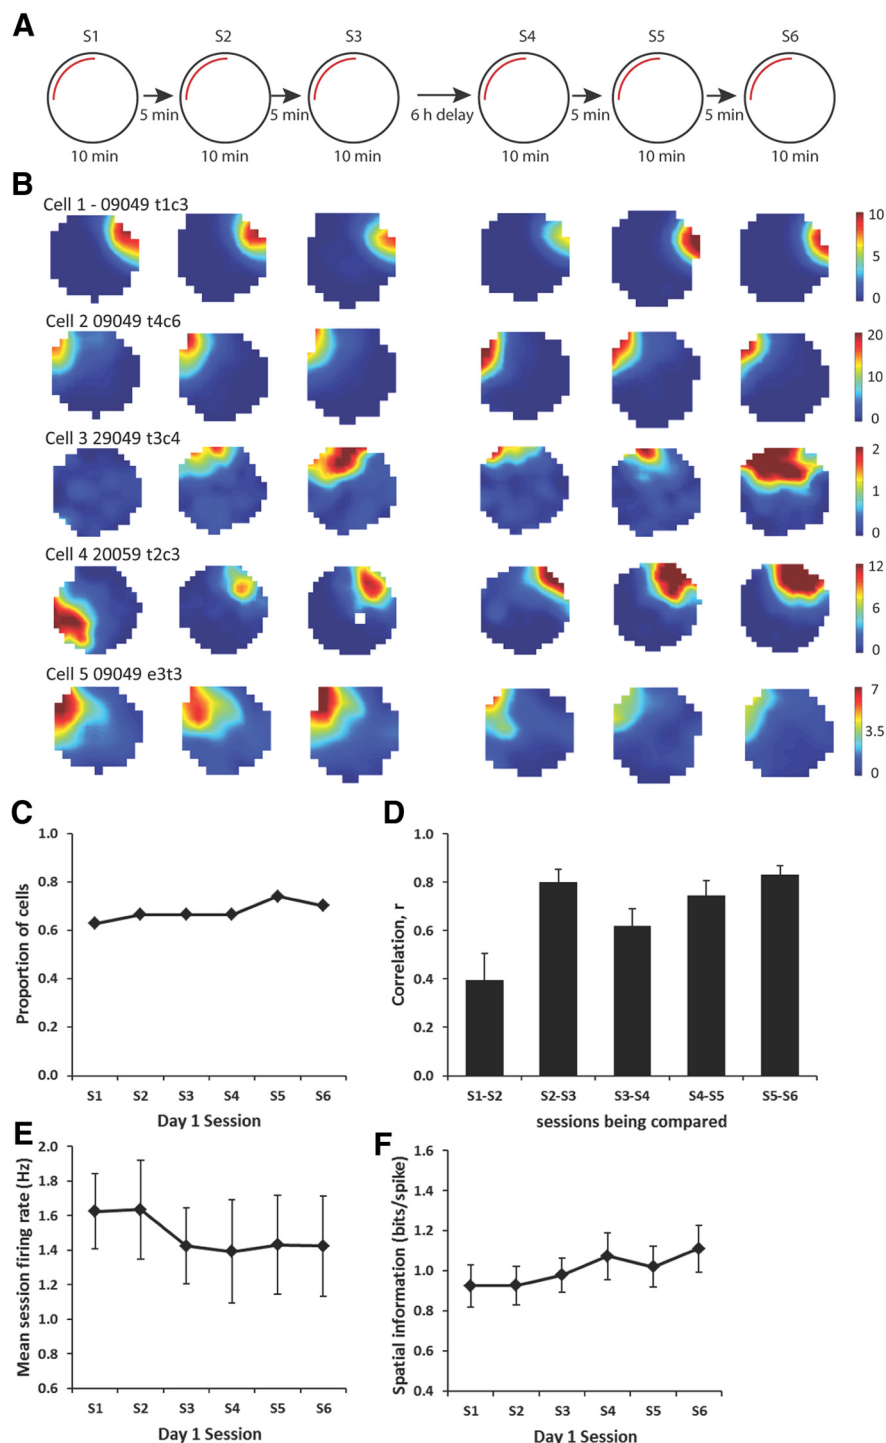 A
S1 S2 S3 S4 S5 S6
5 min 5 min 6 h delay 5 min 5 min
10 min 10 min 10 min 10 min 10 min 10 min
B
Cell 1 - 09049 t1c3
10
5
0
Cell 2 09049 t4c6
20
10
0
Cell 3 29049 t3c4
2
1
0
Cell 4 20059 t2c3
12
6
0
Cell 5 09049 e3t3
7
3.5
0
C
Proportion of cells
1.0
0.8
0.6
0.4
0.2
0.0
S1 S2 S3 S4 S5 S6
Day 1 Session
D
Correlation, r
1.0
0.8
0.6
0.4
0.2
0.0
S1-S2 S2-S3 S3-S4 S4-S5 S5-S6
sessions being compared
E
Mean session firing rate (Hz)
2.0
1.8
1.6
1.4
1.2
1.0
0.8
0.6
S1 S2 S3 S4 S5 S6
Day 1 Session
F
Spatial information (bits/spike)
1.6
1.4
1.2
1.0
0.8
0.6
0.4
S1 S2 S3 S4 S5 S6
Day 1 Session